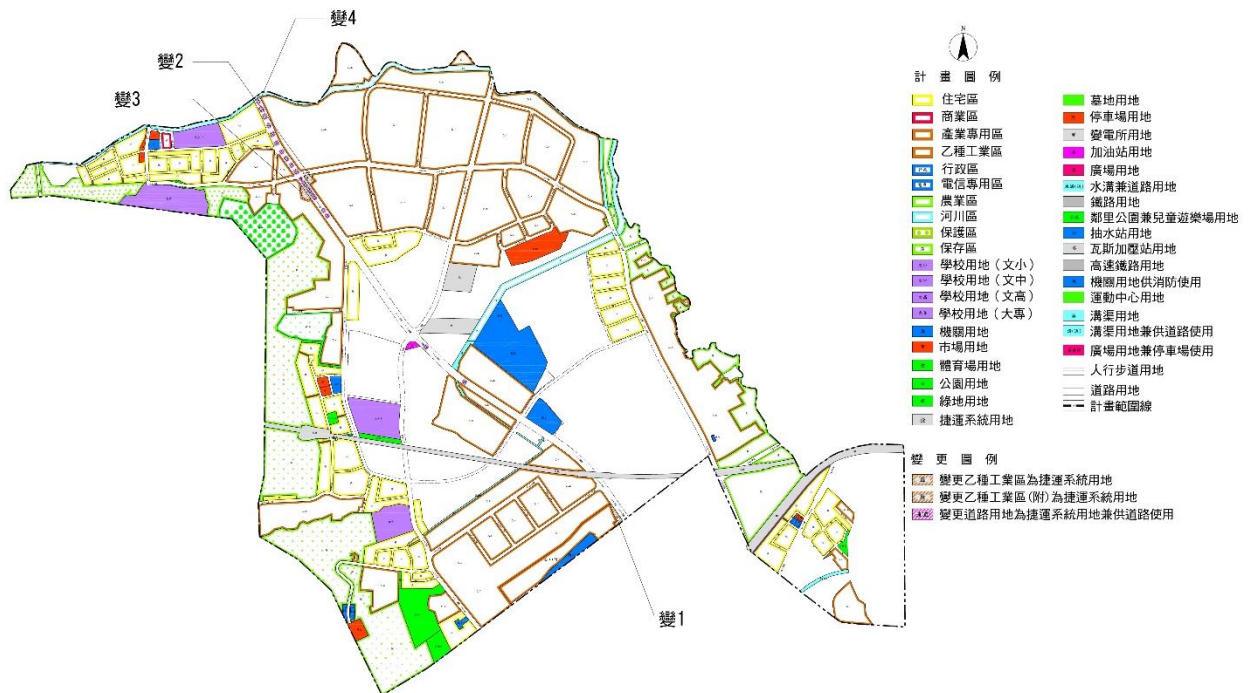 變4
變2
變3
變1
N
計畫圖例
住宅區
商業區
產業專用區
乙種工業區
行政區
電信專用區
農業區
河川區
保護區
保存區
學校用地(文小)
學校用地(文中)
學校用地(文高)
學校用地(大專)
機關用地
市場用地
體育場用地
公園用地
綠地用地
捷運系統用地
墓地用地
停車場用地
變電所用地
加油站用地
廣場用地
水溝兼道路用地
鐵路用地
鄰里公園兼兒童遊樂場用地
抽水站用地
瓦斯加壓站用地
高速鐵路用地
機關用地供消防使用
運動中心用地
溝渠用地
溝渠用地兼供道路使用
廣場用地兼停車場使用
人行步道用地
道路用地
計畫範圍線
變更圖例
變更乙種工業區為捷運系統用地
變更乙種工業區(附)為捷運系統用地
變更道路用地為捷運系統用地兼供道路使用